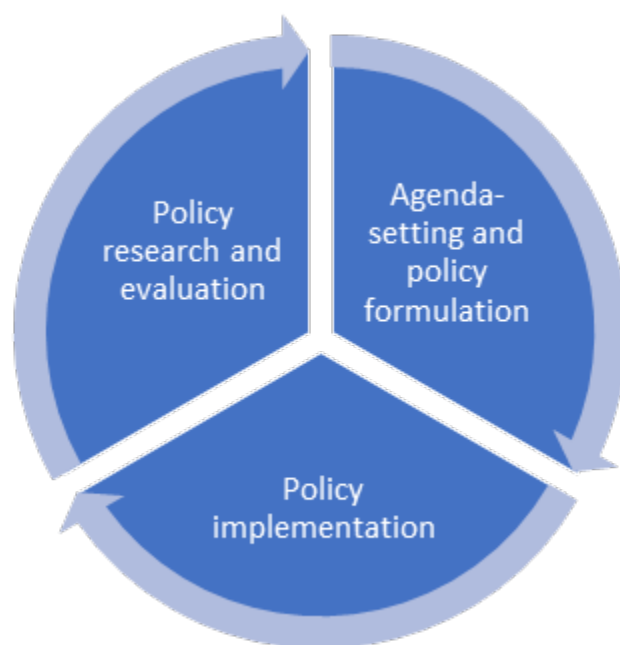 Policy
research and
evaluation
Agenda-
setting and
policy
formulation
Policy
implementation